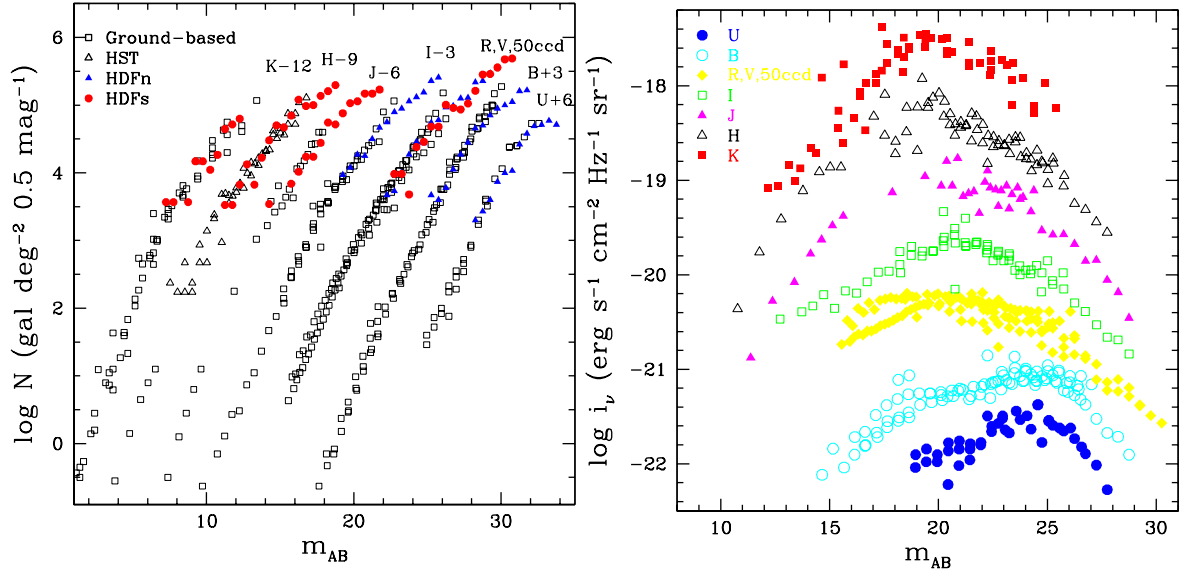 log N (gal deg⁻² 0.5 mag⁻¹)
6
4
2
0
Ground-based
HST
HDFn
HDFs
K-12
H-9
J-6
I-3
R,V,50ccd
B+3
U+6
10
20
30
m_AB
log i_ν (erg s⁻¹ cm⁻² Hz⁻¹ sr⁻¹)
-17
-18
-19
-20
-21
-22
U
B
R,V,50ccd
I
J
H
K
10
15
20
25
30
m_AB